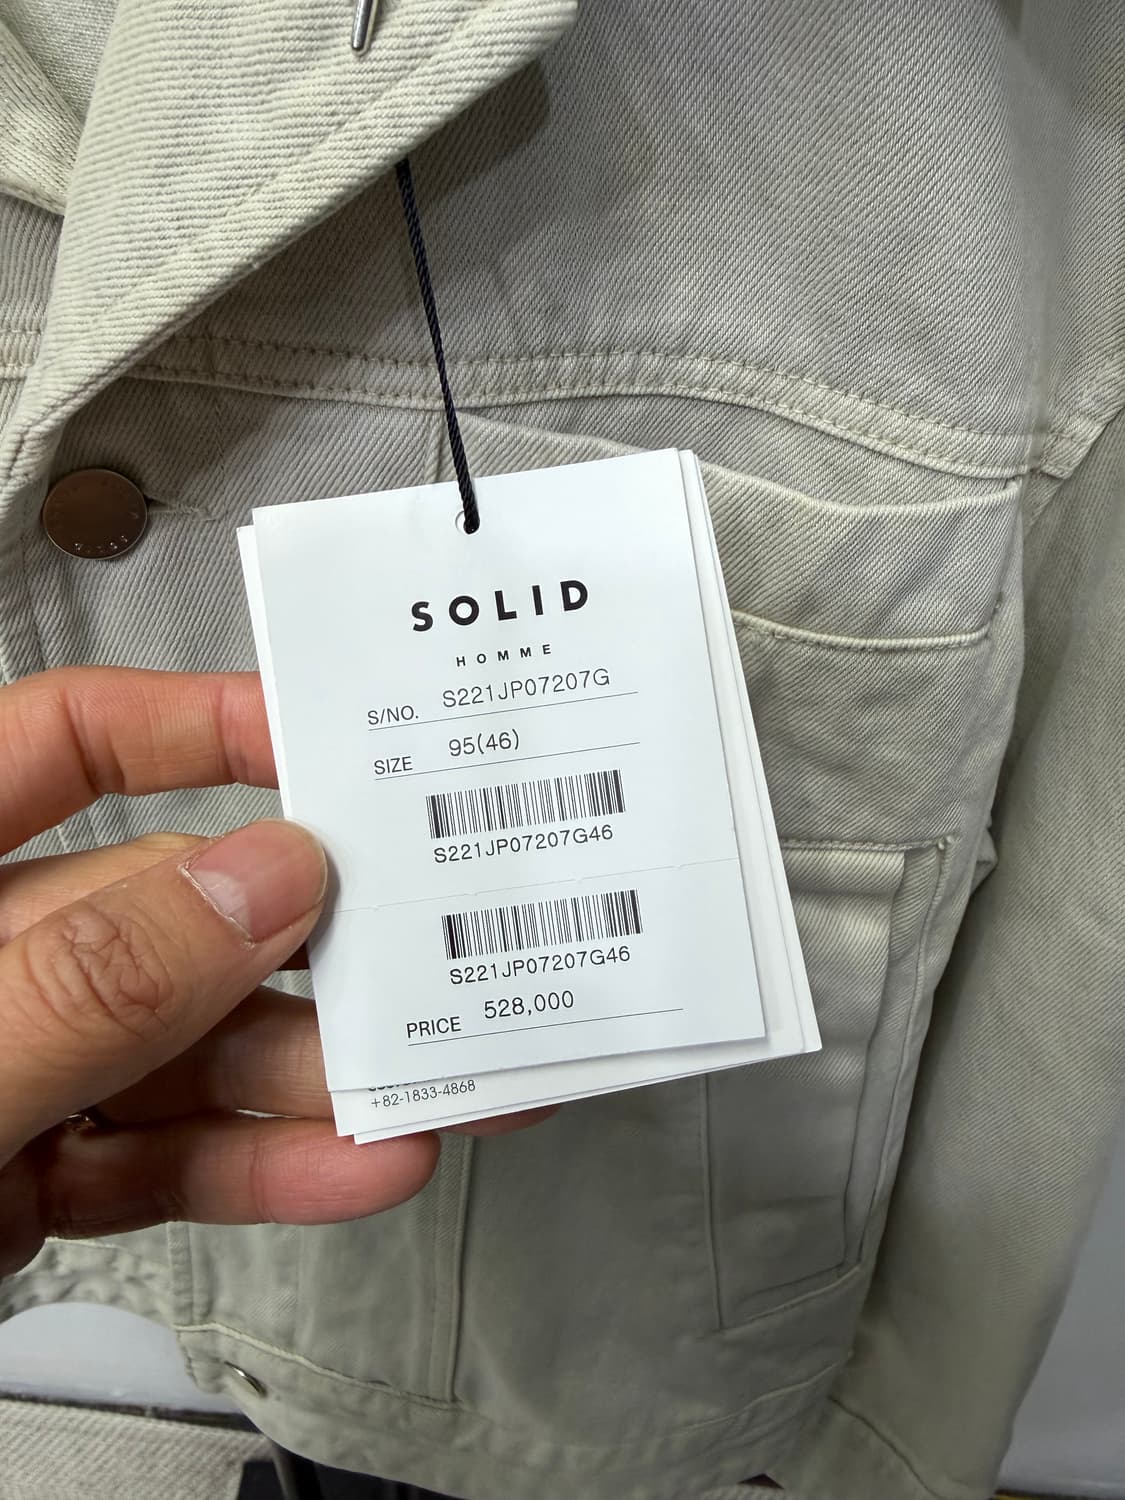 SOLID
HOMME
S/NO. S221JP07207G
SIZE 95(46)
S221JP07207G46
S221JP07207G46
PRICE 528,000
+82-1833-4868